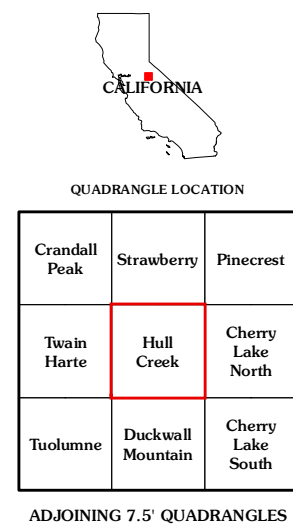 CALIFORNIA
QUADRANGLE LOCATION
Crandall
Peak
Strawberry
Pinecrest
Twain
Harte
Hull
Creek
Cherry
Lake
North
Tuolumne
Duckwall
Mountain
Cherry
Lake
South
ADJOINING 7.5' QUADRANGLES